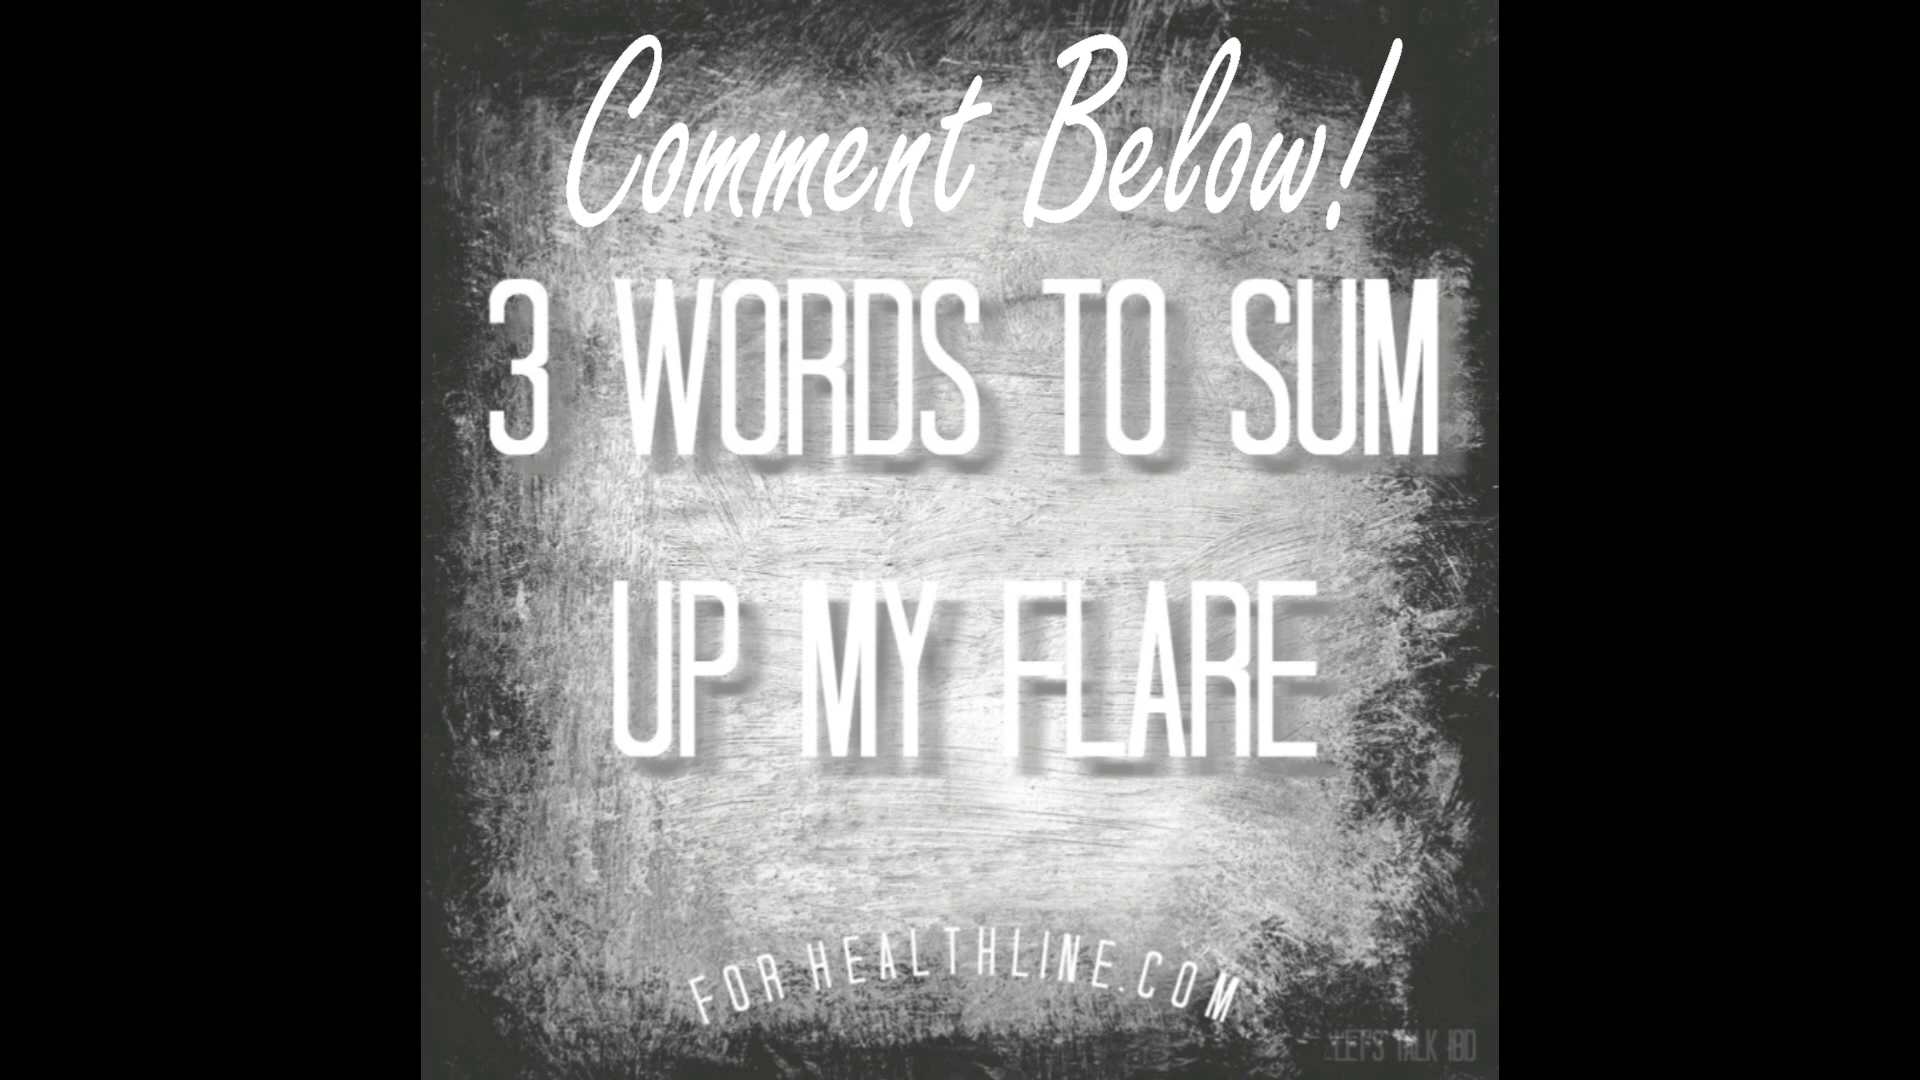 Comment Below!
3 WORDS TO SUM
UP MY FLARE
FOR HEALTHLINE.COM
LET'S TALK IBD